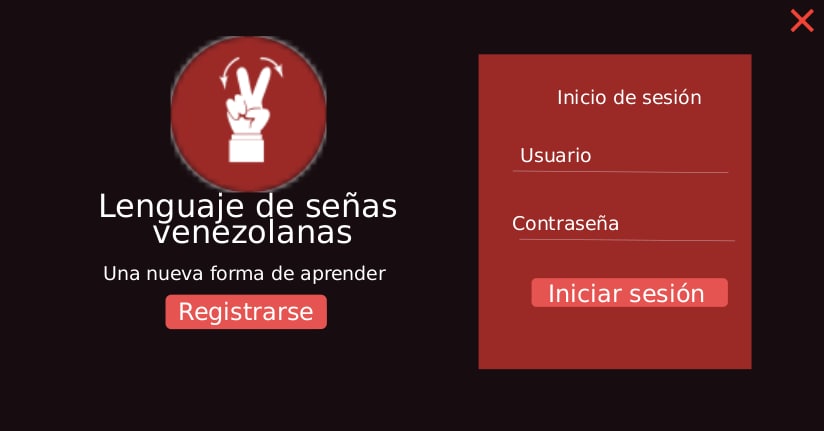 Lenguaje de señas
venezolanas
Una nueva forma de aprender
Registrarse
Inicio de sesión
Usuario
Contraseña
Iniciar sesión